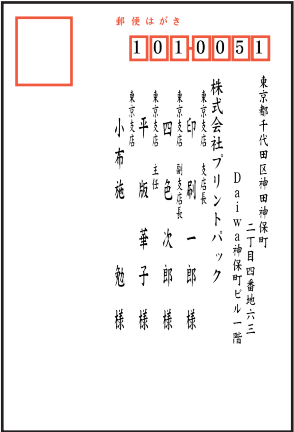 郵便はがき
101-0051
東京都千代田区神田神保町
二丁目四番地六三
Daiwa神保町ビル一階
株式会社プリントパック
東京支店 支店長
印刷 一郎 様
東京支店 副支店長
四色 次郎 様
東京支店 主任
平版 華子 様
東京支店
小布施 勉 様